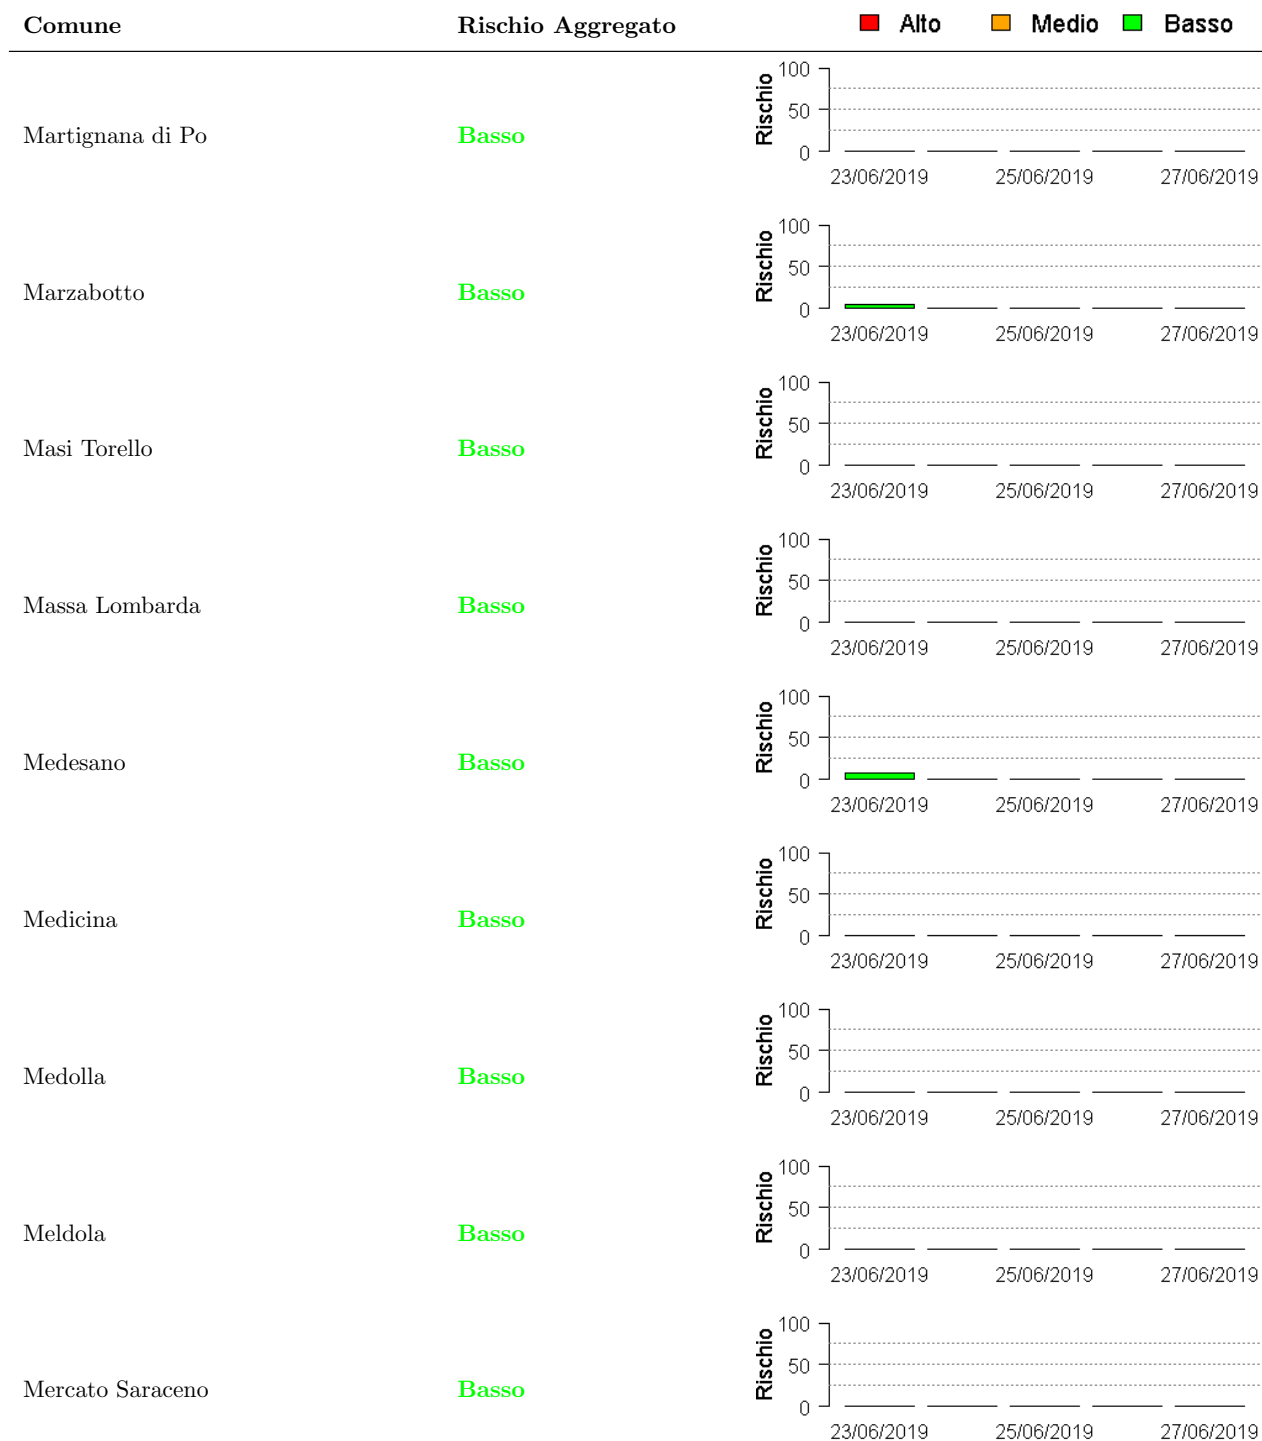 Comune Rischio Aggregato Alto Medio Basso
Martignana di Po Basso Rischio 100 50 0
23/06/2019 25/06/2019 27/06/2019
Marzabotto Basso Rischio 100 50 0
23/06/2019 25/06/2019 27/06/2019
Masi Torello Basso Rischio 100 50 0
23/06/2019 25/06/2019 27/06/2019
Massa Lombarda Basso Rischio 100 50 0
23/06/2019 25/06/2019 27/06/2019
Medesano Basso Rischio 100 50 0
23/06/2019 25/06/2019 27/06/2019
Medicina Basso Rischio 100 50 0
23/06/2019 25/06/2019 27/06/2019
Medolla Basso Rischio 100 50 0
23/06/2019 25/06/2019 27/06/2019
Meldola Basso Rischio 100 50 0
23/06/2019 25/06/2019 27/06/2019
Mercato Saraceno Basso Rischio 100 50 0
23/06/2019 25/06/2019 27/06/2019